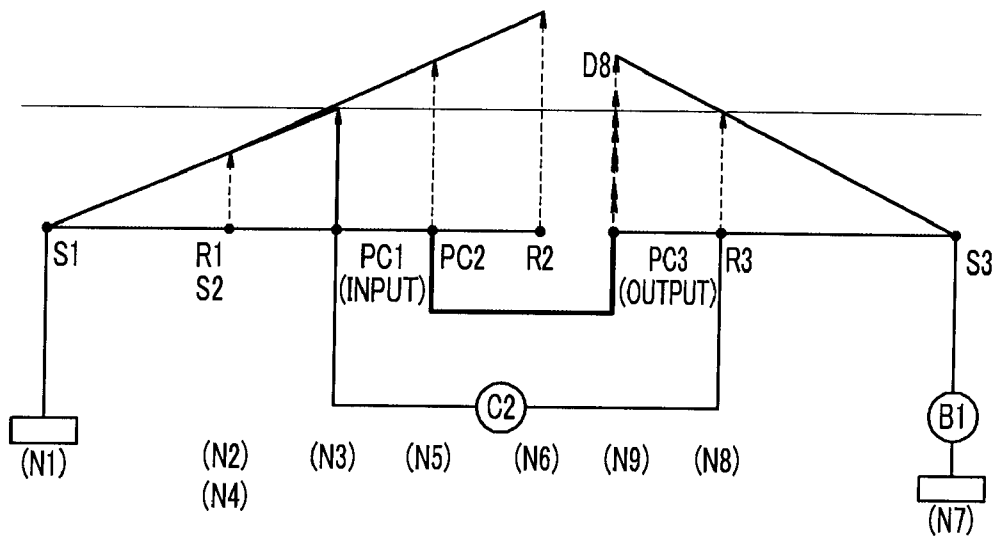 D8
S1
R1
S2
PC1
(INPUT)
PC2
R2
PC3
(OUTPUT)
R3
S3
C2
B1
(N1)
(N2)
(N4)
(N3)
(N5)
(N6)
(N9)
(N8)
(N7)